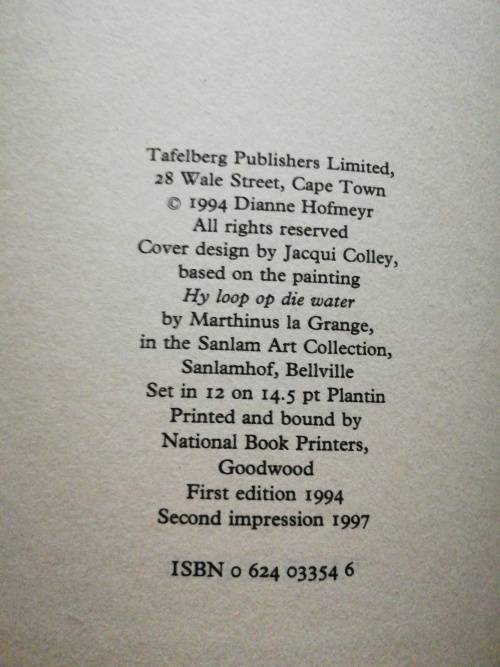 Tafelberg Publishers Limited,
28 Wale Street, Cape Town
© 1994 Dianne Hofmeyr
All rights reserved
Cover design by Jacqui Colley,
based on the painting
Hy loop op die water
by Marthinus la Grange,
in the Sanlam Art Collection,
Sanlamhof, Bellville
Set in 12 on 14.5 pt Plantin
Printed and bound by
National Book Printers,
Goodwood
First edition 1994
Second impression 1997
ISBN 0 624 03354 6